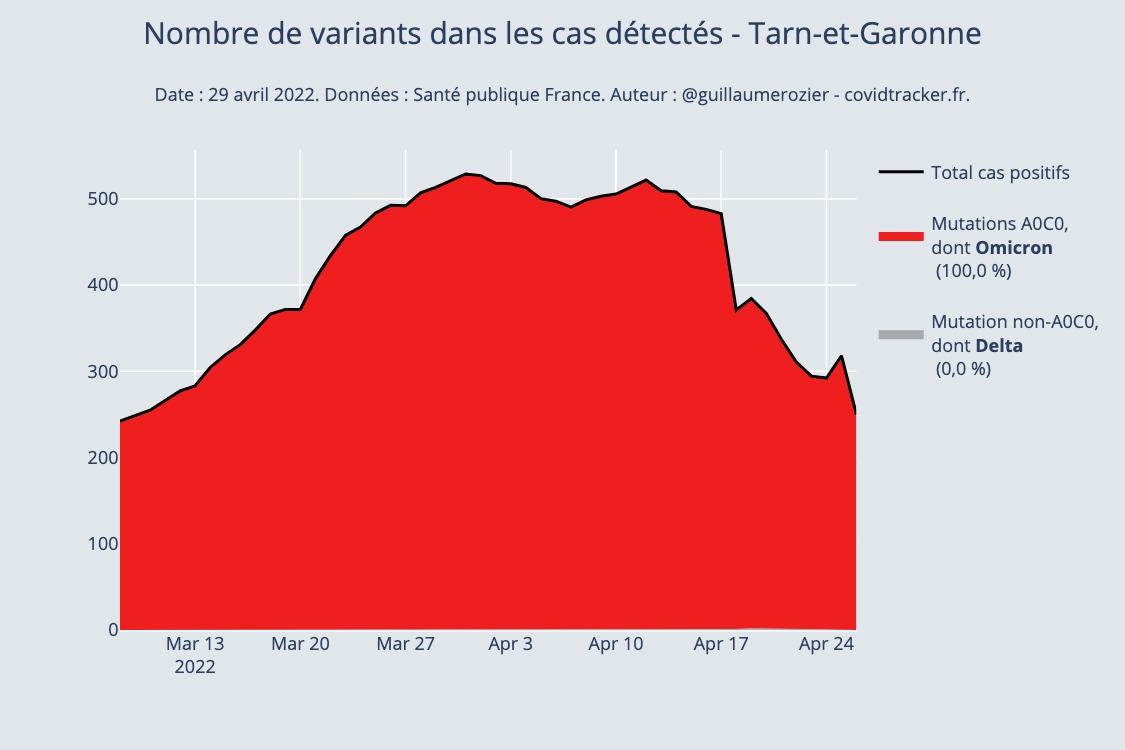 Nombre de variants dans les cas détectés - Tarn-et-Garonne
Date : 29 avril 2022. Données : Santé publique France. Auteur : @guillaumerozier - covidtracker.fr.
500
400
300
200
100
0
Mar 13
2022
Mar 20
Mar 27
Apr 3
Apr 10
Apr 17
Apr 24
Total cas positifs
Mutations A0C0,
dont Omicron
(100,0 %)
Mutation non-A0C0,
dont Delta
(0,0 %)